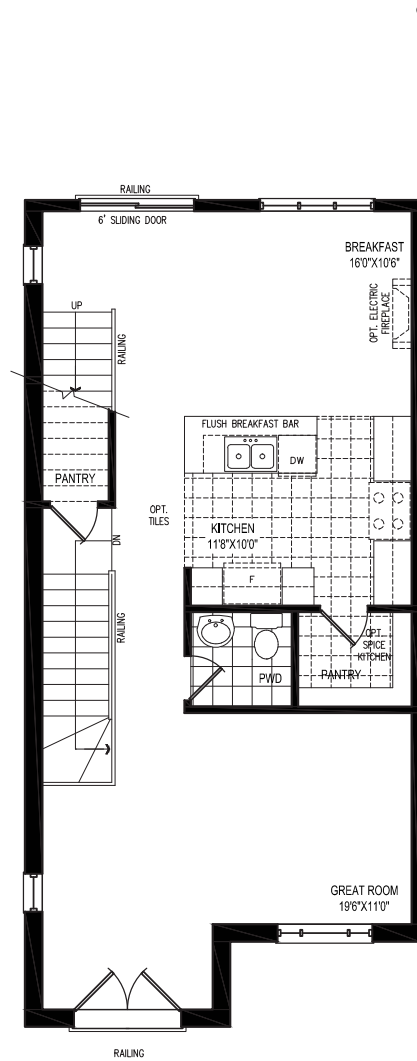 RAILING
6' SLIDING DOOR
BREAKFAST
16'0"X10'6"
OPT. ELECTRIC
FIREPLACE
UP
RAILING
FLUSH BREAKFAST BAR
DW
PANTRY
OPT.
TILES
KITCHEN
11'8"X10'0"
DN
F
RAILING
OPT.
SPICE
KITCHEN
PANTRY
PWD
GREAT ROOM
19'6"X11'0"
RAILING